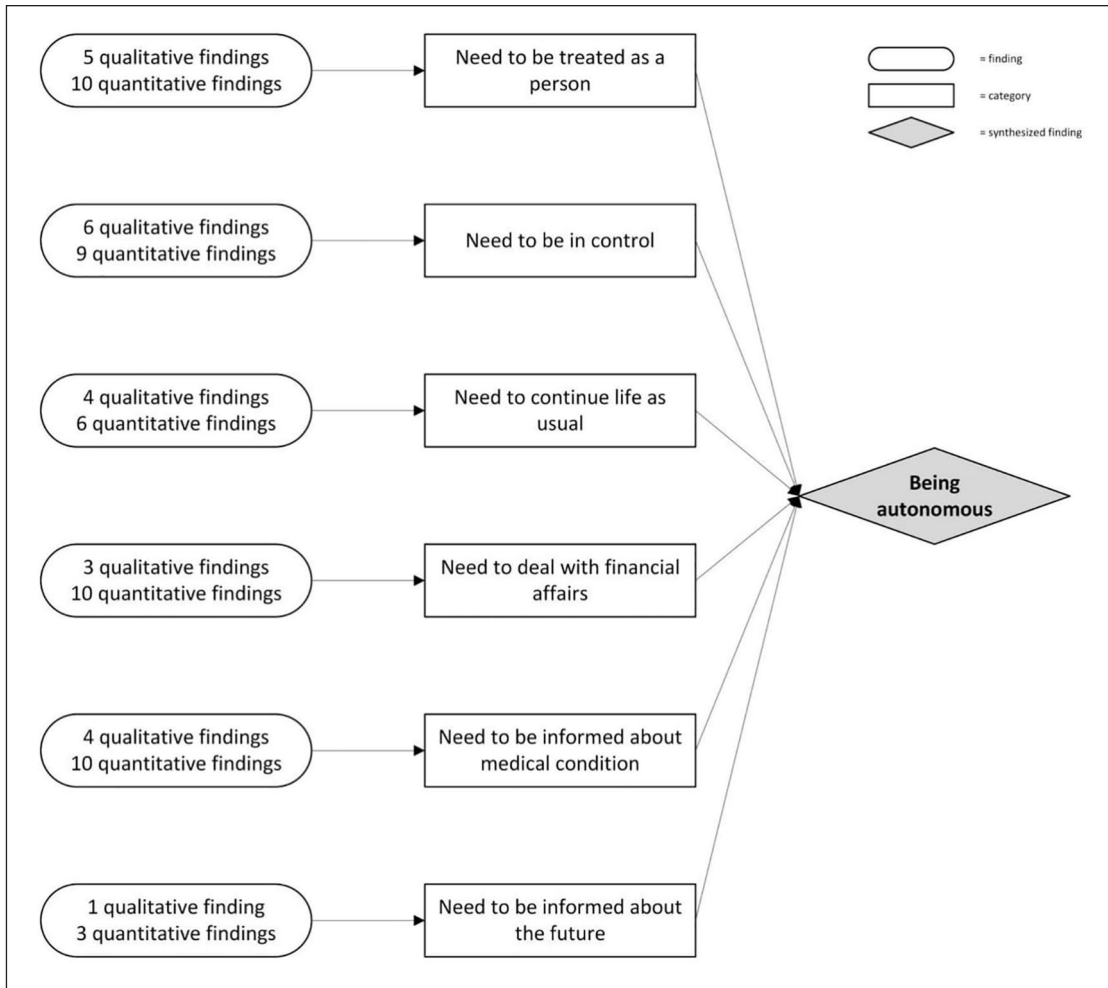 5 qualitative findings
10 quantitative findings
Need to be treated as a
person
= finding
= category
= synthesized finding
6 qualitative findings
9 quantitative findings
Need to be in control
4 qualitative findings
6 quantitative findings
Need to continue life as
usual
Being
autonomous
3 qualitative findings
10 quantitative findings
Need to deal with financial
affairs
4 qualitative findings
10 quantitative findings
Need to be informed about
medical condition
1 qualitative finding
3 quantitative findings
Need to be informed about
the future